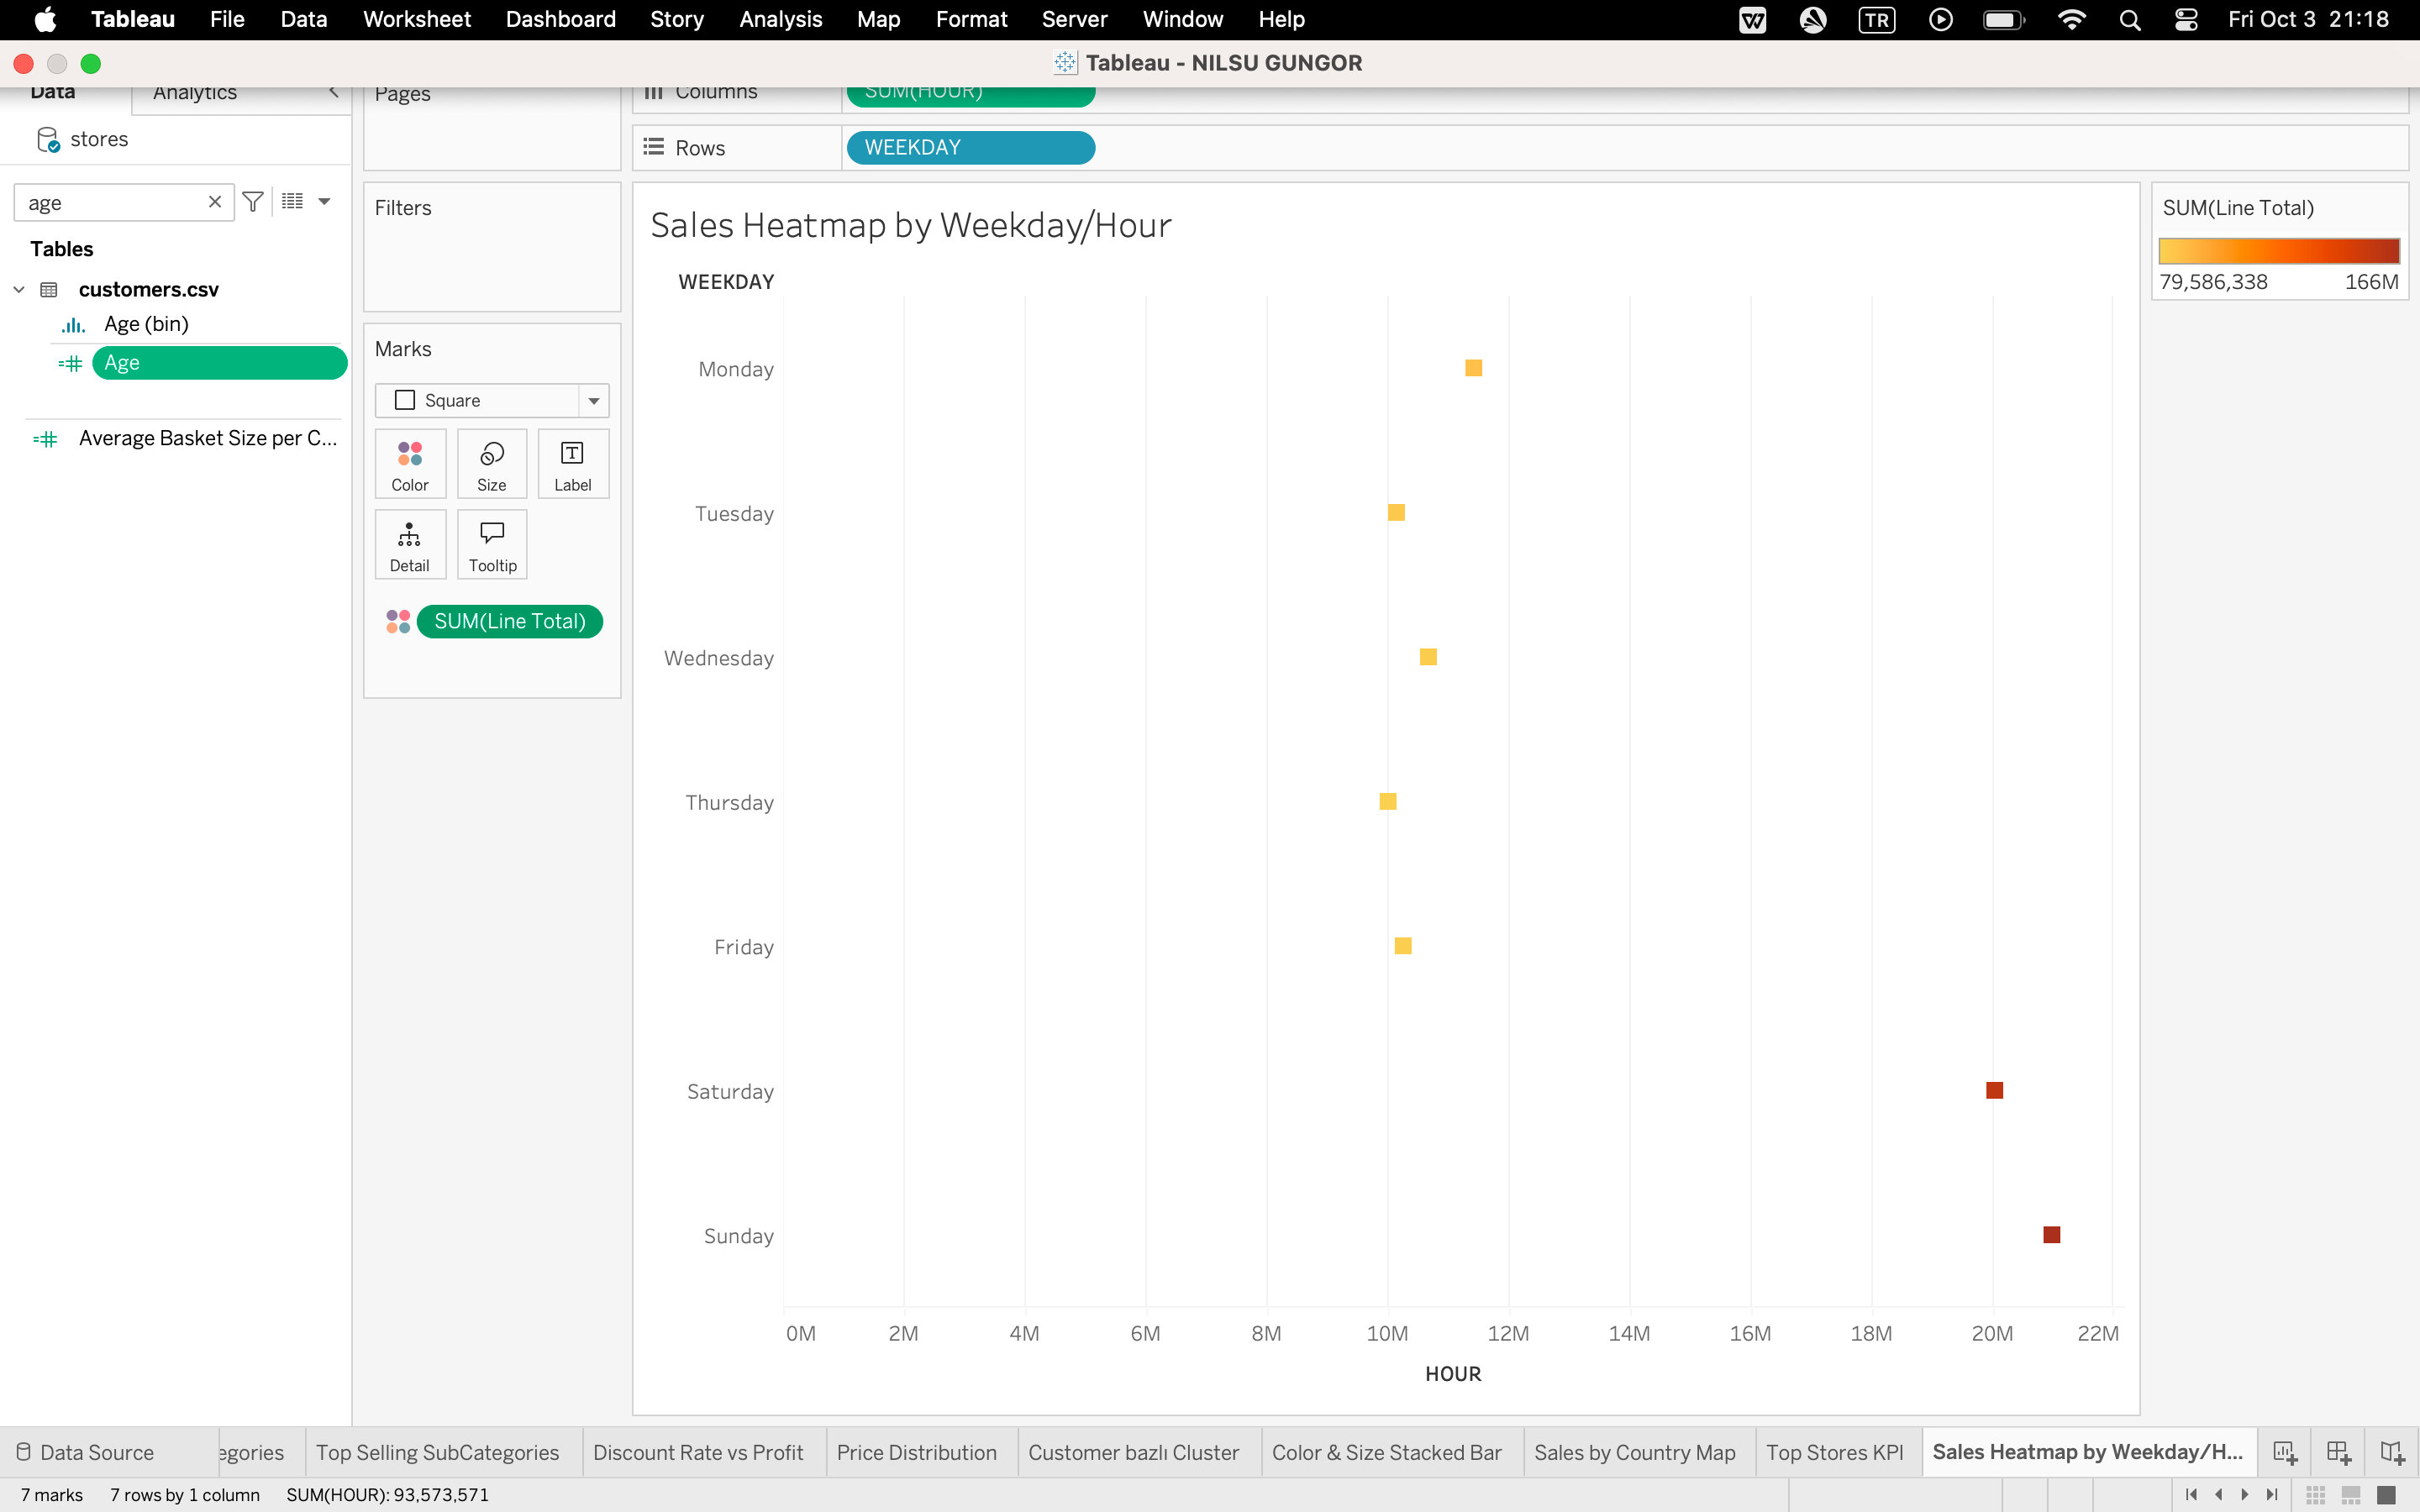 Tableau File Data Worksheet Dashboard Story Analysis Map Format Server Window Help TR Fri Oct 3 21:18
Tableau - NILSU GUNGOR
Data Analytics
stores
age
Tables
customers.csv
Age (bin)
Age
Average Basket Size per C...
Pages
Filters
Marks
Square
Color Size Label
Detail Tooltip
SUM(Line Total)
Columns SUM(HOUR)
Rows WEEKDAY
Sales Heatmap by Weekday/Hour
WEEKDAY
Monday
Tuesday
Wednesday
Thursday
Friday
Saturday
Sunday
0M 2M 4M 6M 8M 10M 12M 14M 16M 18M 20M 22M
HOUR
SUM(Line Total)
79,586,338 166M
Data Source egories Top Selling SubCategories Discount Rate vs Profit Price Distribution Customer bazlı Cluster Color & Size Stacked Bar Sales by Country Map Top Stores KPI Sales Heatmap by Weekday/H...
7 marks 7 rows by 1 column SUM(HOUR): 93,573,571